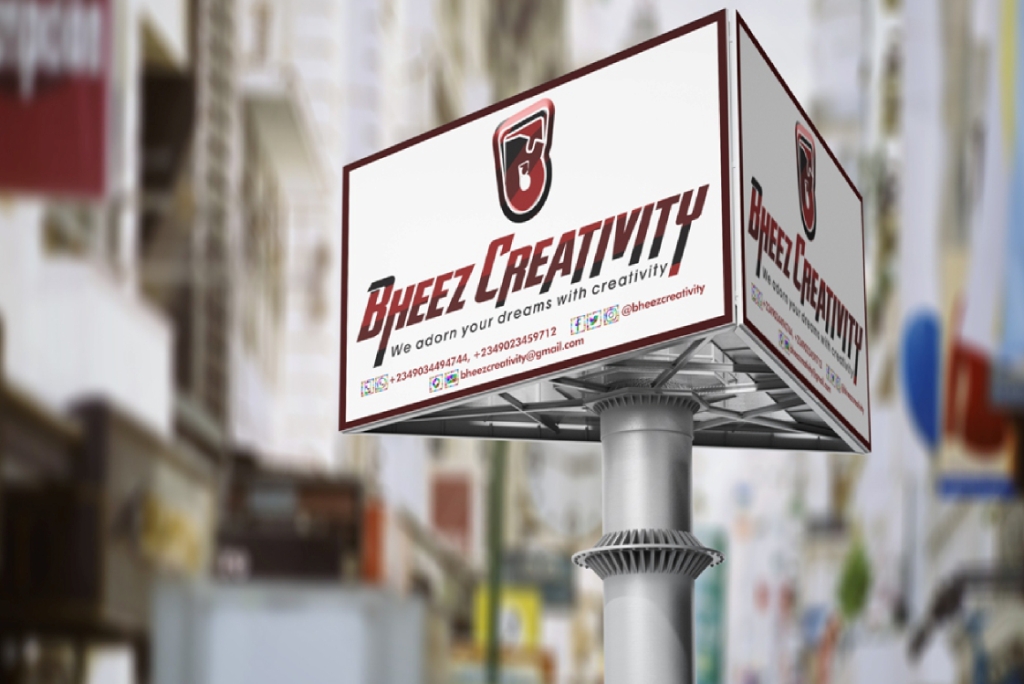 BHEEZ CREATIVITY
We adorn your dreams with creativity
+2349034494744, +2349023459712 @bheezcreativity
bheezcreativity@gmail.com
BHEEZ CREATIVITY
We adorn your dreams with creativity